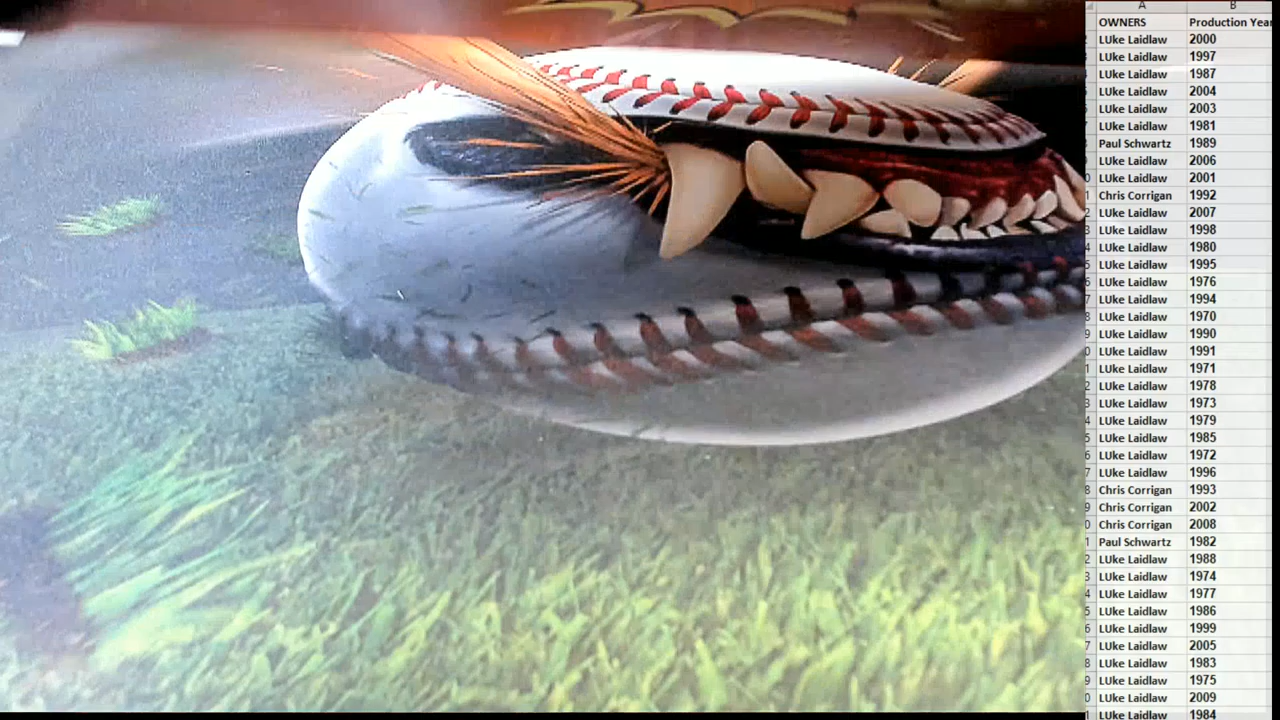 A B
OWNERS Production Year
LUke Laidlaw 2000
LUke Laidlaw 1997
LUke Laidlaw 1987
LUke Laidlaw 2004
LUke Laidlaw 2003
LUke Laidlaw 1981
Paul Schwartz 1989
LUke Laidlaw 2006
LUke Laidlaw 2001
Chris Corrigan 1992
LUke Laidlaw 2007
LUke Laidlaw 1998
LUke Laidlaw 1980
LUke Laidlaw 1995
LUke Laidlaw 1976
LUke Laidlaw 1994
LUke Laidlaw 1970
LUke Laidlaw 1990
LUke Laidlaw 1991
LUke Laidlaw 1971
LUke Laidlaw 1978
LUke Laidlaw 1973
LUke Laidlaw 1979
LUke Laidlaw 1985
LUke Laidlaw 1972
LUke Laidlaw 1996
Chris Corrigan 1993
Chris Corrigan 2002
Chris Corrigan 2008
Paul Schwartz 1982
LUke Laidlaw 1988
LUke Laidlaw 1974
LUke Laidlaw 1977
LUke Laidlaw 1986
LUke Laidlaw 1999
LUke Laidlaw 2005
LUke Laidlaw 1983
LUke Laidlaw 1975
LUke Laidlaw 2009
LUke Laidlaw 1984